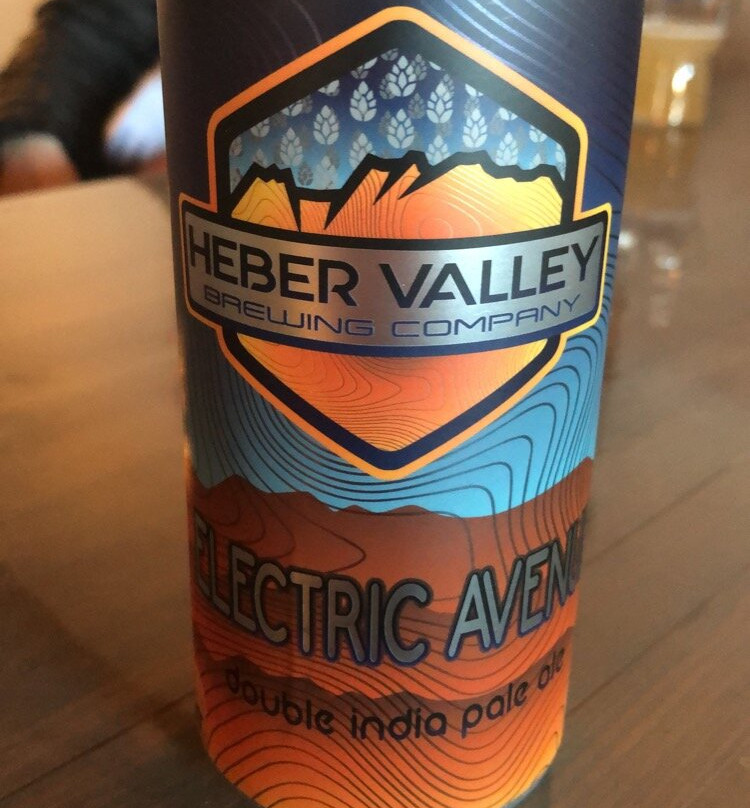 HEBER VALLEY
BREWING COMPANY
ELECTRIC AVENU
double india pale ale